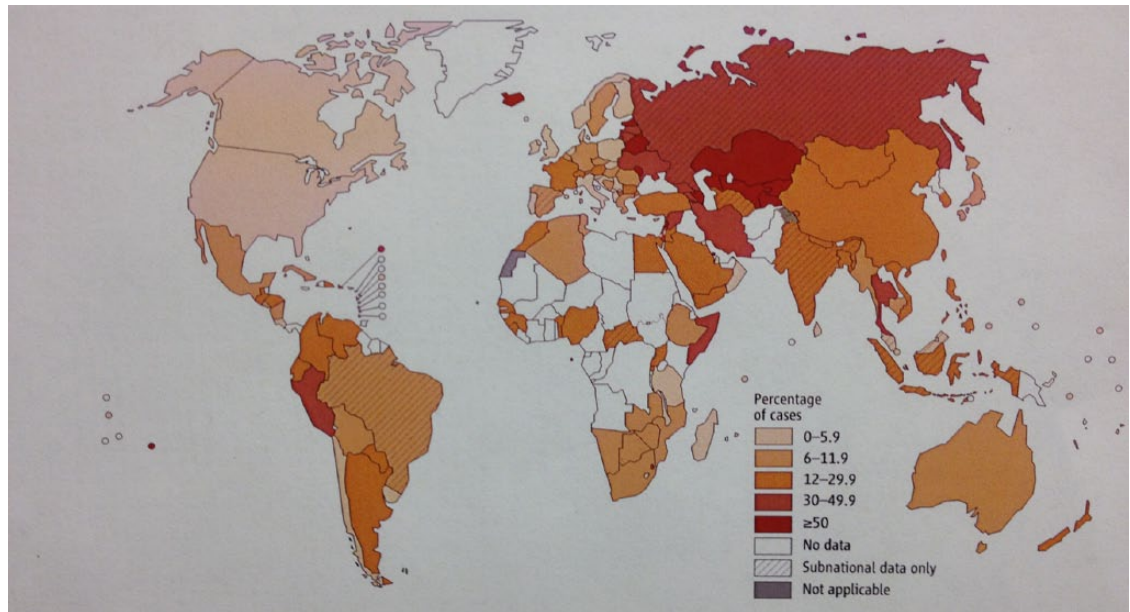 Percentage
of cases
0–5.9
6–11.9
12–29.9
30–49.9
≥50
No data
Subnational data only
Not applicable